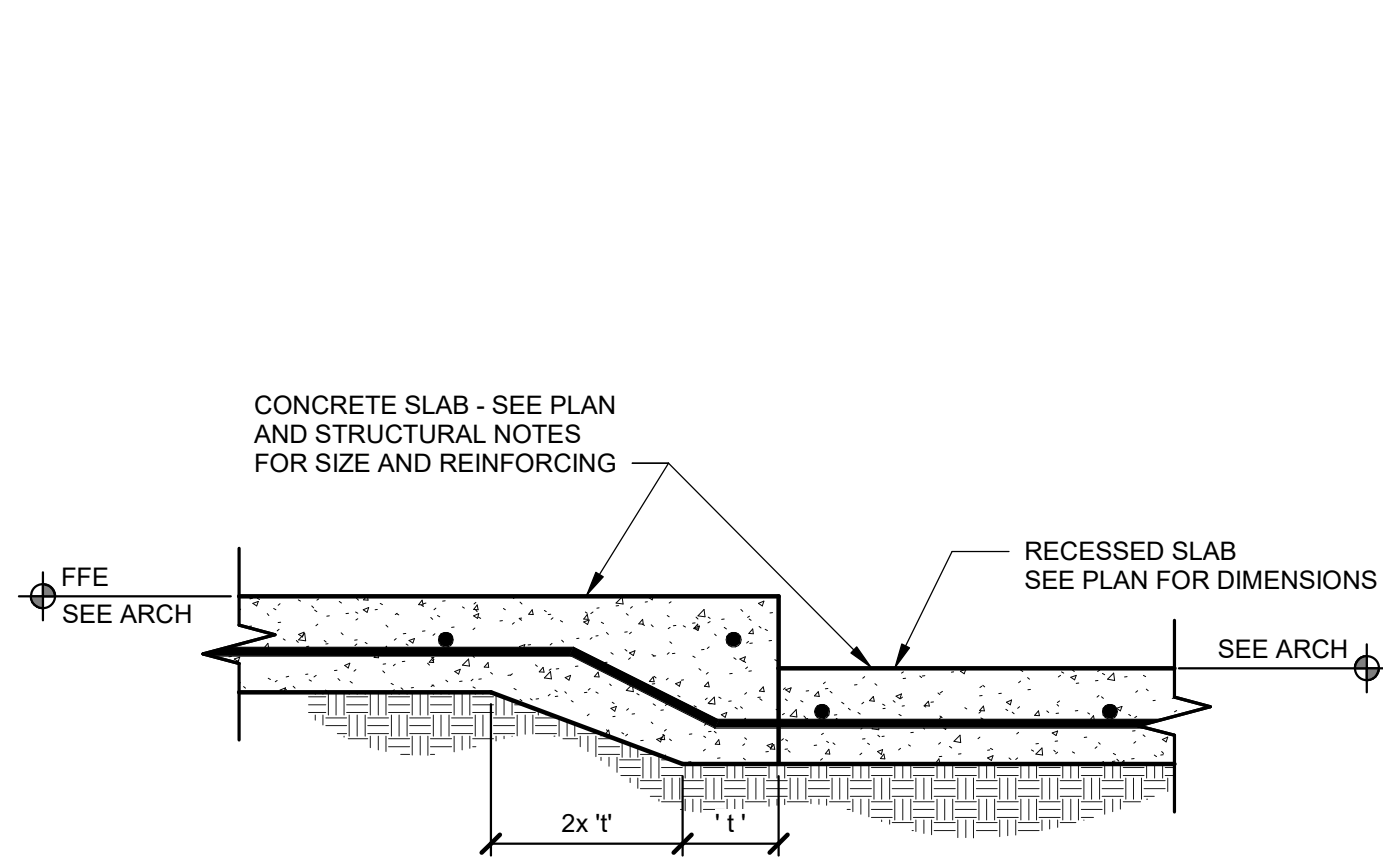 CONCRETE SLAB - SEE PLAN
AND STRUCTURAL NOTES
FOR SIZE AND REINFORCING
RECESSED SLAB
SEE PLAN FOR DIMENSIONS
FFE
SEE ARCH
SEE ARCH
2x 't'
' t '